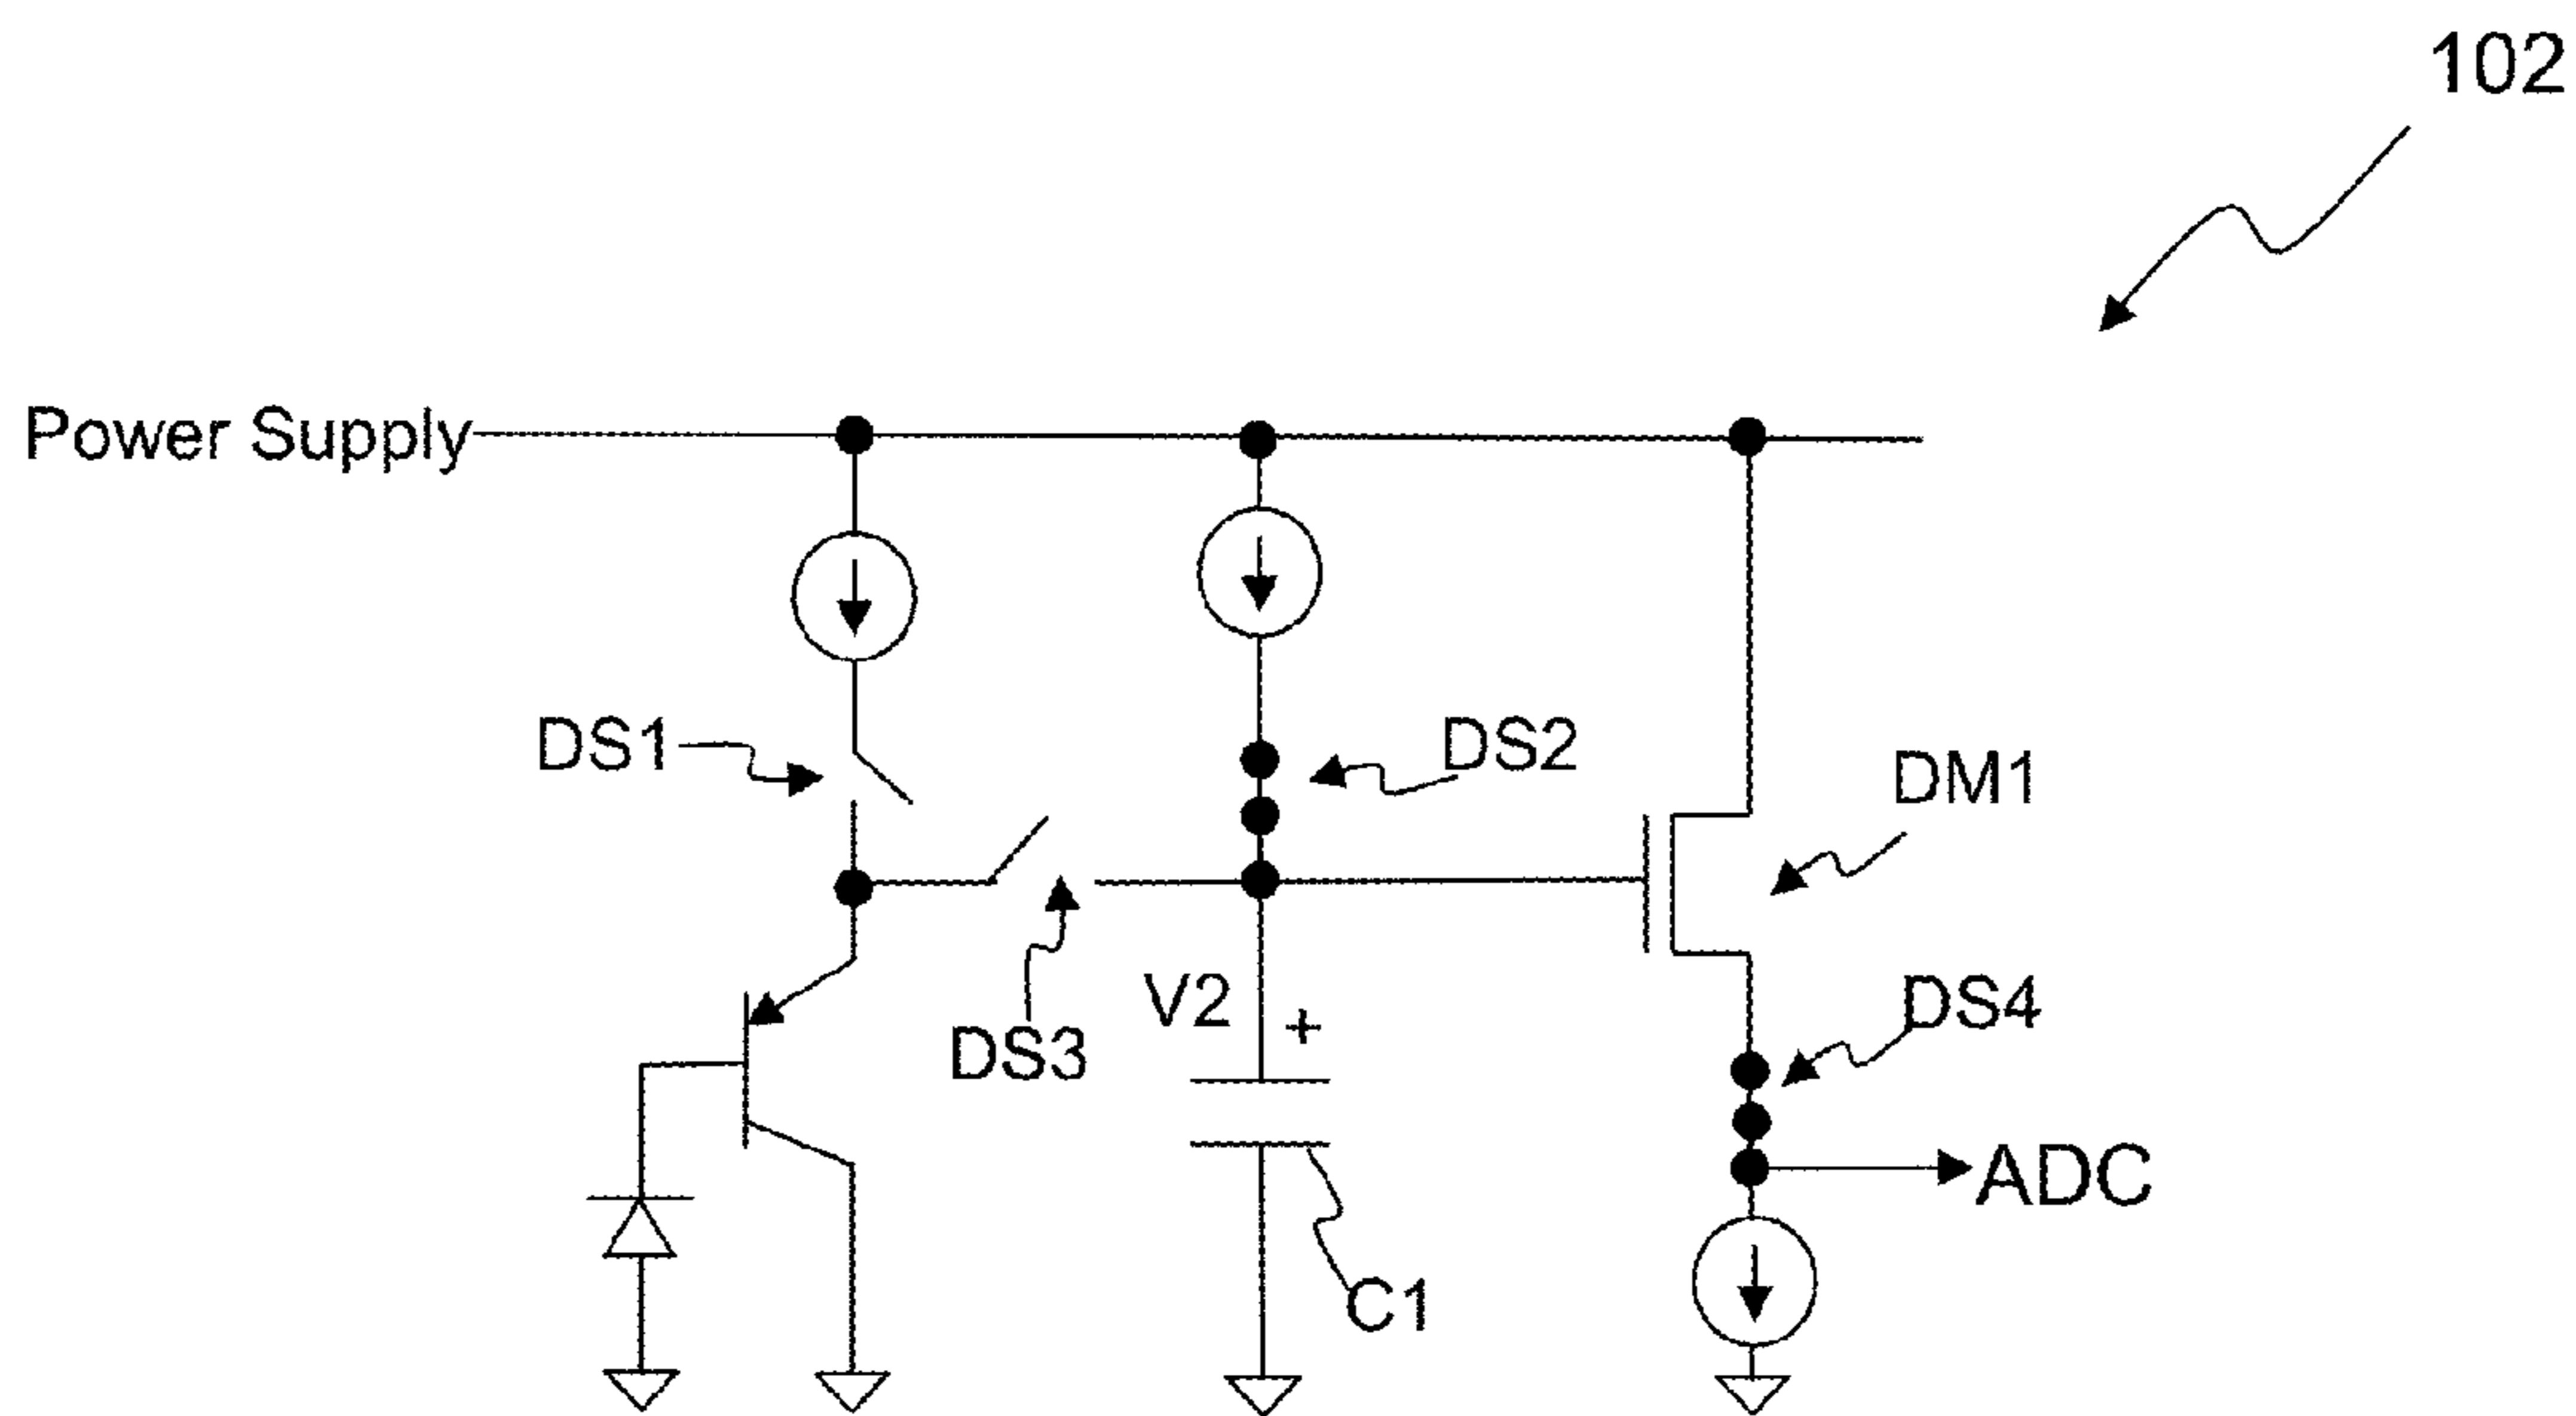 102
Power Supply
DS1
DS2
DM1
V2
+
DS3
DS4
ADC
C1